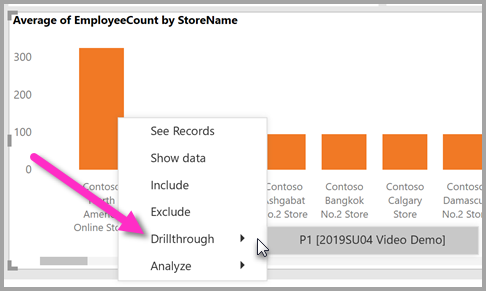 Average of EmployeeCount by StoreName
300
200
100
0
Contoso
North
America
Online Store
See Records
Show data
Include
Exclude
Drillthrough
Analyze
P1 [2019SU04 Video Demo]
Contoso
Ashgabat
No.2 Store
Contoso
Bangkok
No.2 Store
Contoso
Calgary
Store
Contoso
Damascus
No.2 Store